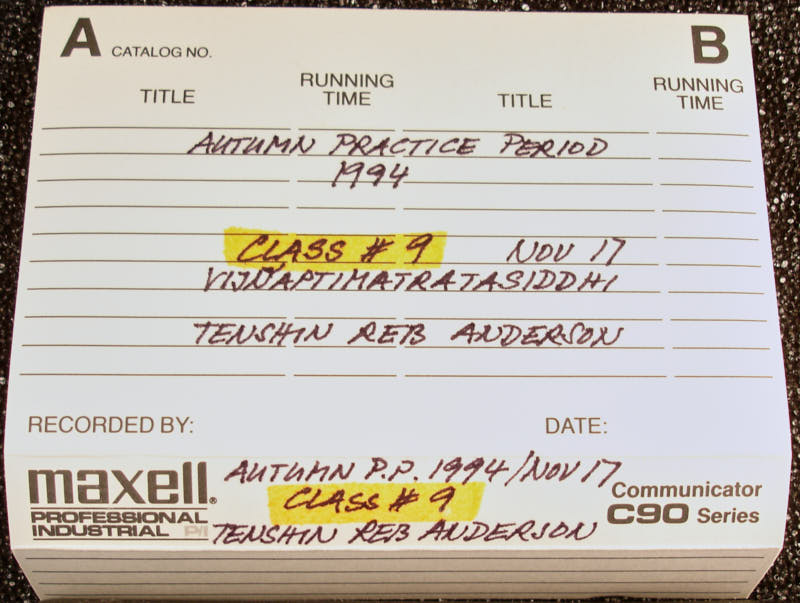 A CATALOG NO. B
TITLE RUNNING TIME TITLE RUNNING TIME
AUTUMN PRACTICE PERIOD
1994
CLASS # 9 NOV 17
VIJNAPTIMATRATASIDDHI
TENSHIN REB ANDERSON
RECORDED BY: DATE:
maxell® AUTUMN P.P. 1994/NOV 17
CLASS # 9 Communicator
PROFESSIONAL C90 Series
INDUSTRIAL P/I TENSHIN REB ANDERSON